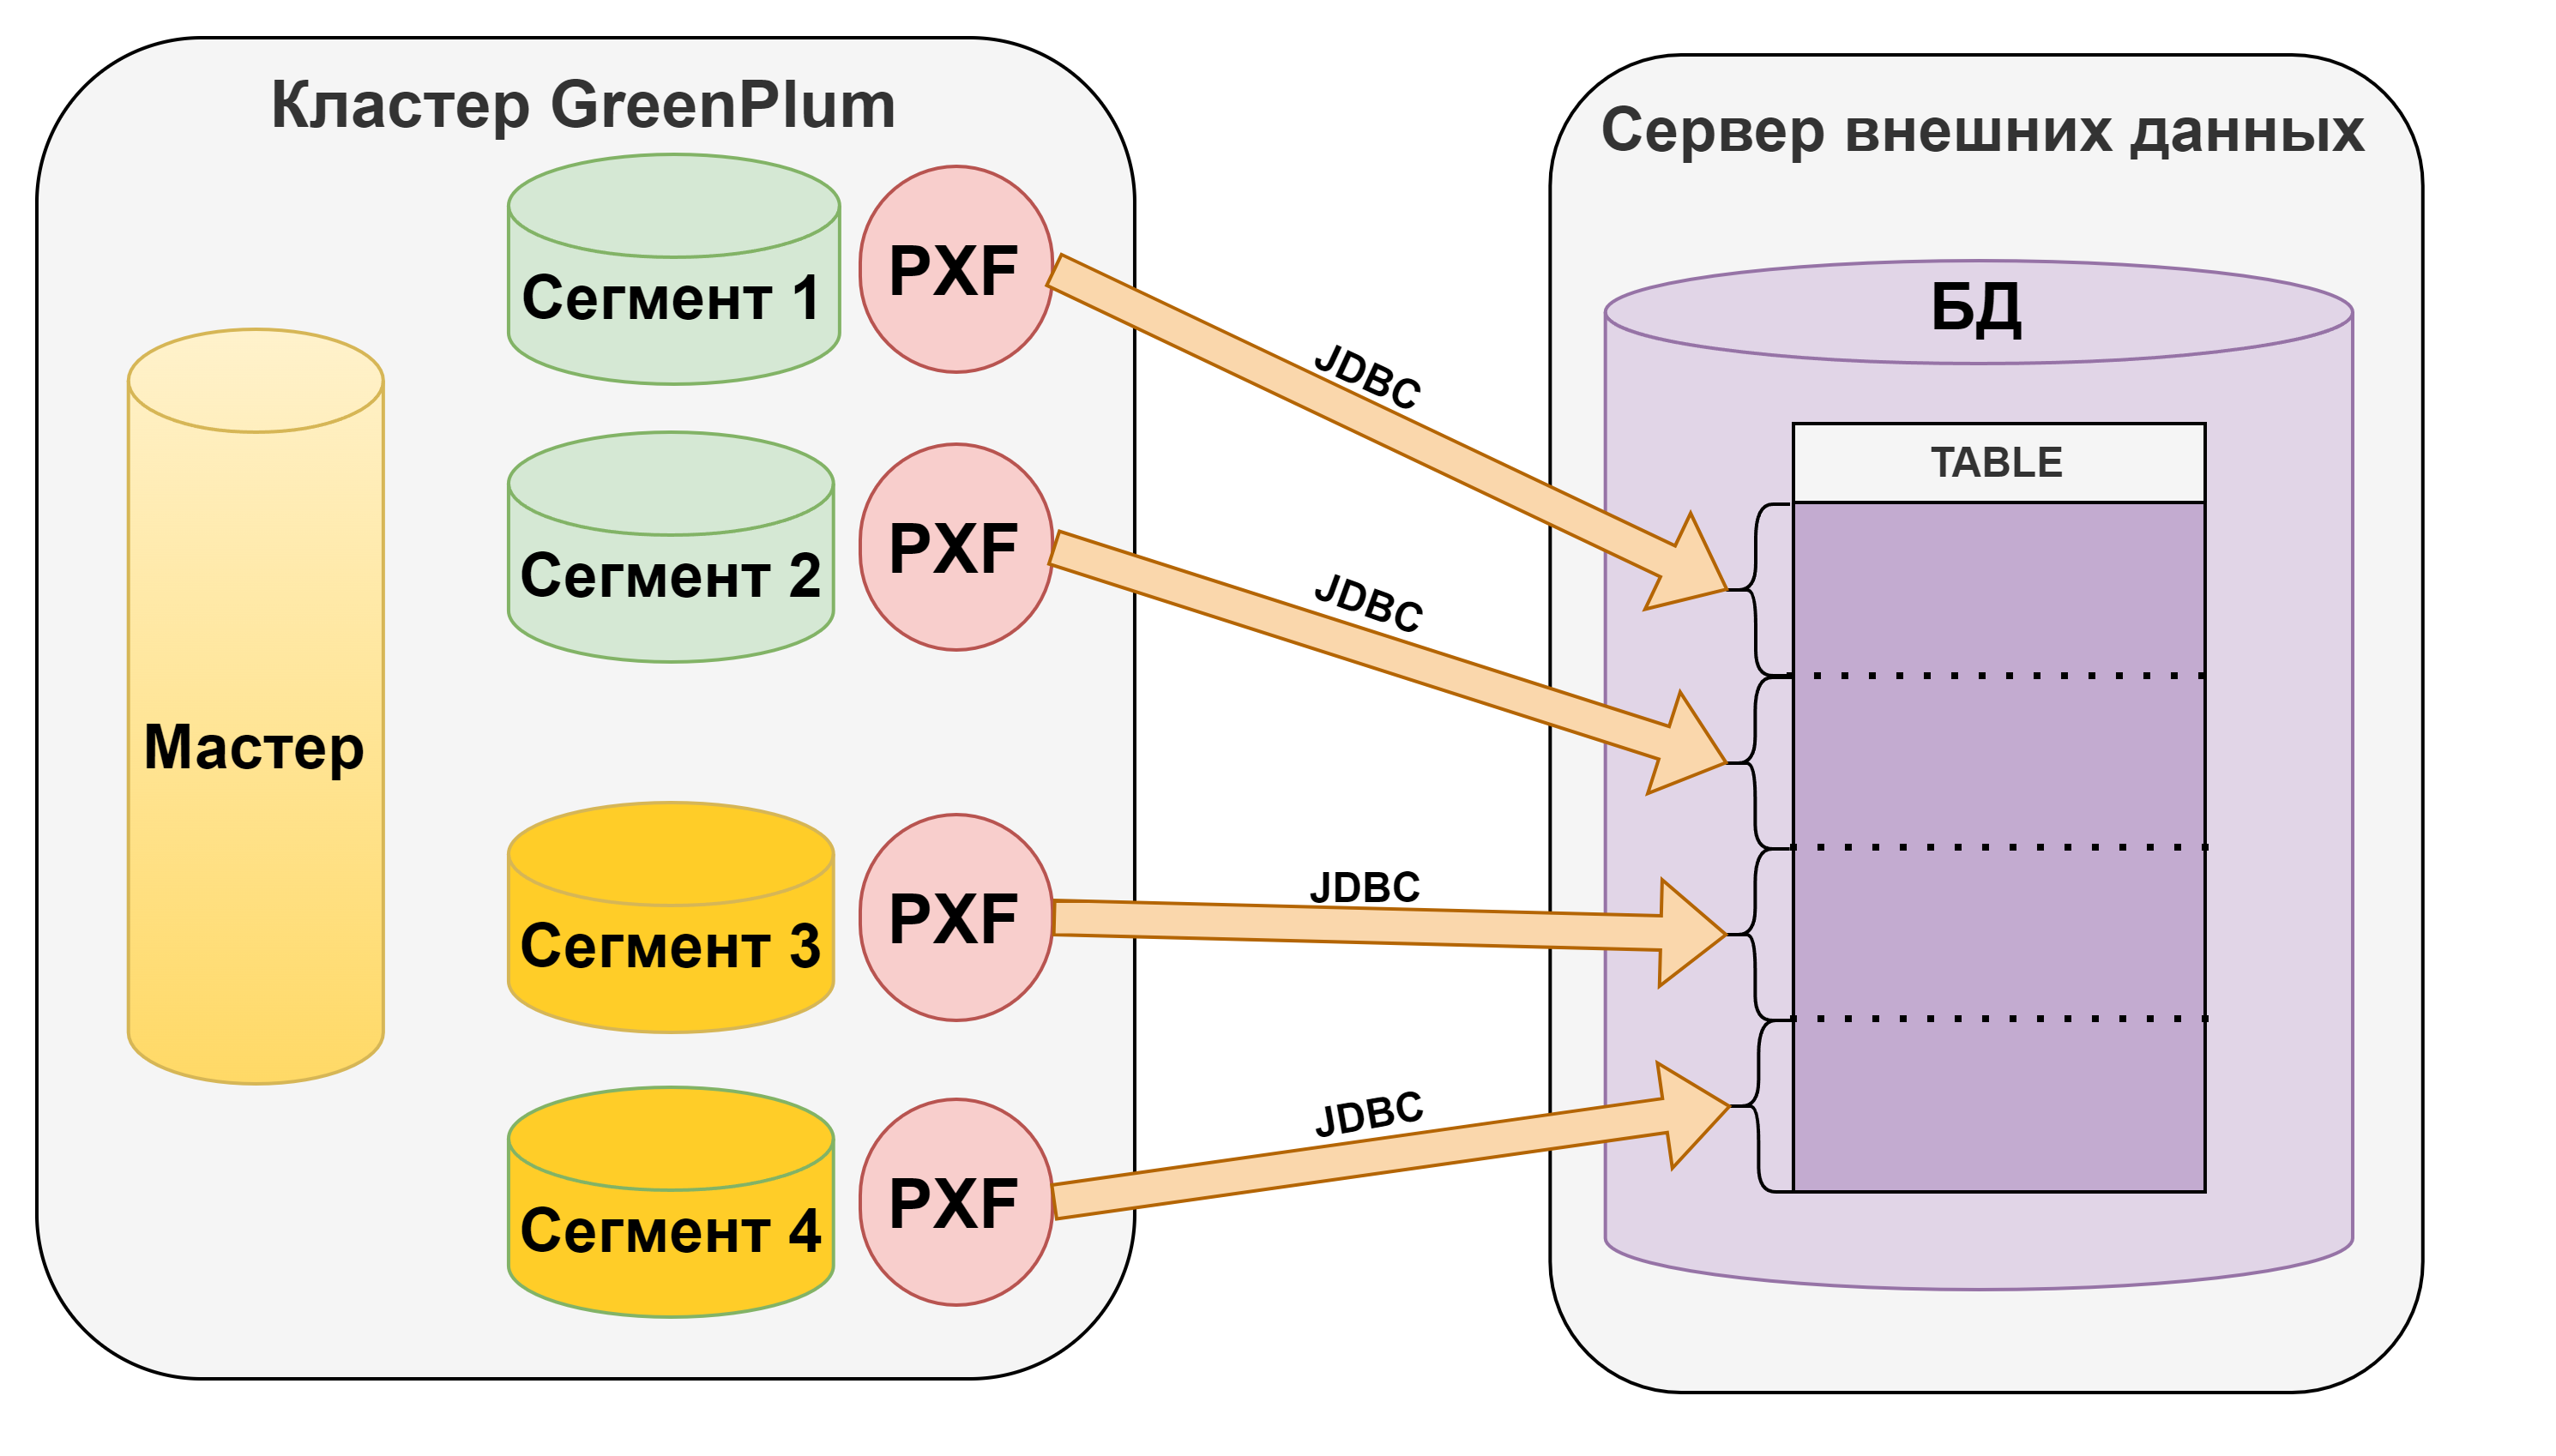 Кластер GreenPlum
Сервер внешних данных
Сегмент 1
PXF
JDBC
БД
TABLE
Сегмент 2
PXF
JDBC
Мастер
Сегмент 3
PXF
JDBC
Сегмент 4
PXF
JDBC